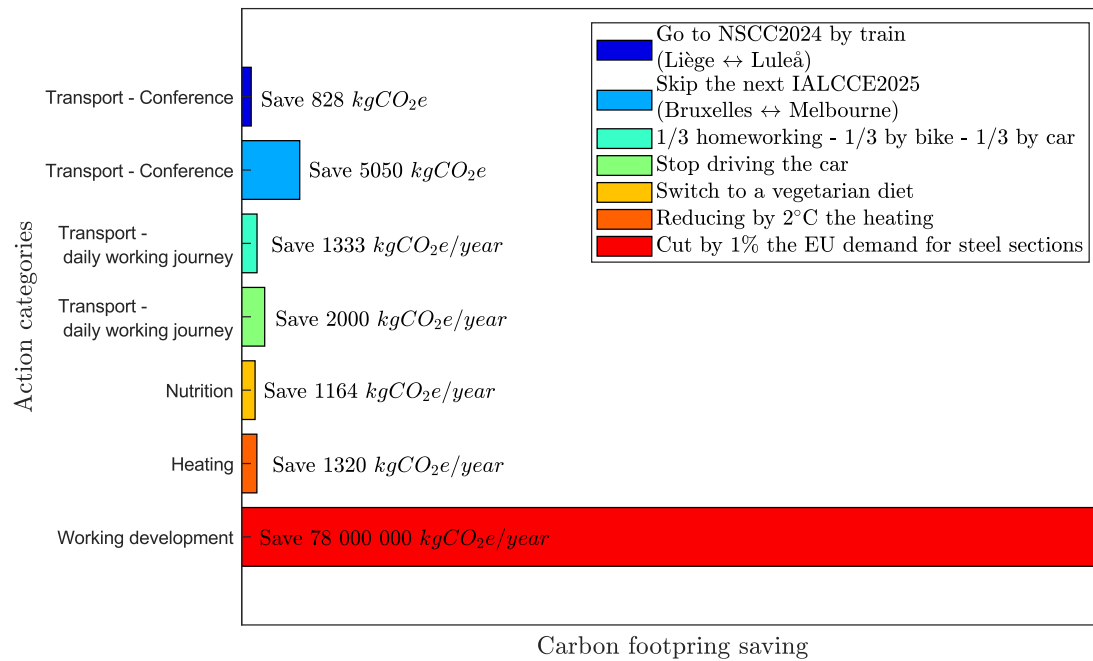 Go to NSCC2024 by train
(Liège ↔ Luleå)
Skip the next IALCCE2025
(Bruxelles ↔ Melbourne)
1/3 homeworking - 1/3 by bike - 1/3 by car
Stop driving the car
Switch to a vegetarian diet
Reducing by 2°C the heating
Cut by 1% the EU demand for steel sections
Action categories
Transport - Conference
Save 828 kgCO₂e
Transport - Conference
Save 5050 kgCO₂e
Transport -
daily working journey
Save 1333 kgCO₂e/year
Transport -
daily working journey
Save 2000 kgCO₂e/year
Nutrition
Save 1164 kgCO₂e/year
Heating
Save 1320 kgCO₂e/year
Working development
Save 78 000 000 kgCO₂e/year
Carbon footpring saving